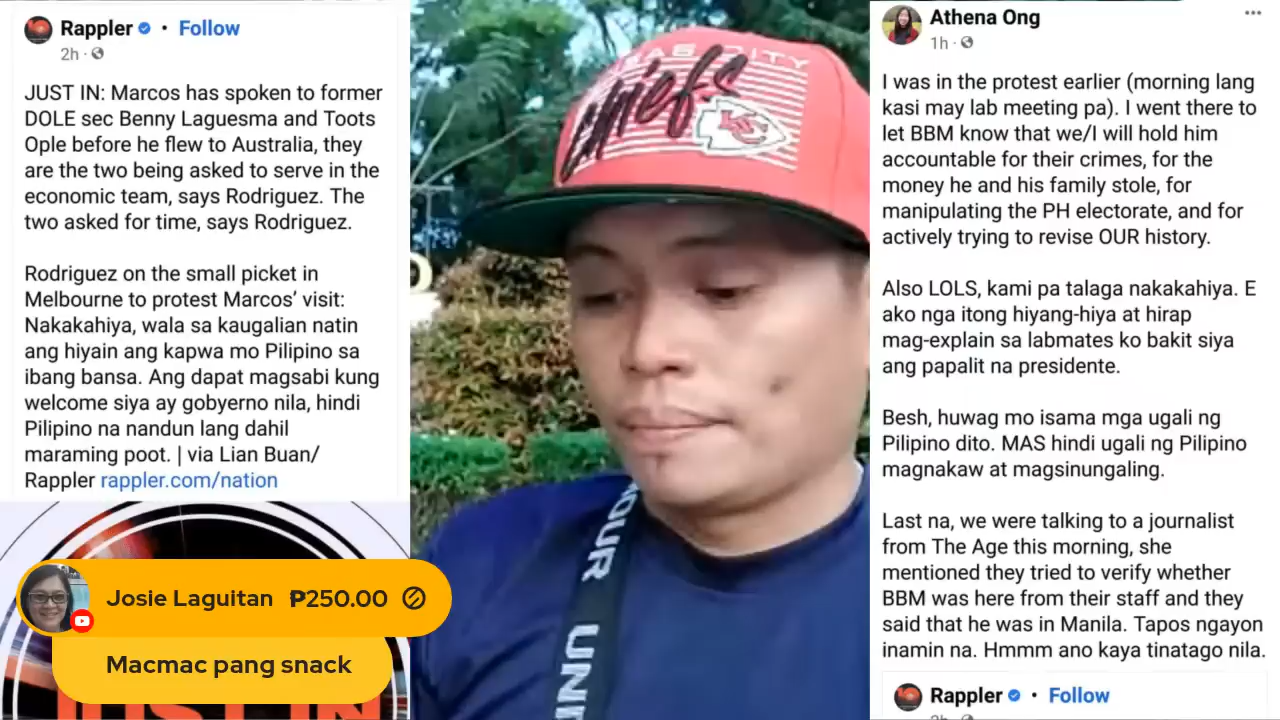 Rappler • Follow
2h
JUST IN: Marcos has spoken to former
DOLE sec Benny Laguesma and Toots
Ople before he flew to Australia, they
are the two being asked to serve in the
economic team, says Rodriguez. The
two asked for time, says Rodriguez.
Rodriguez on the small picket in
Melbourne to protest Marcos’ visit:
Nakakahiya, wala sa kaugalian natin
ang hiyain ang kapwa mo Pilipino sa
ibang bansa. Ang dapat magsabi kung
welcome siya ay gobyerno nila, hindi
Pilipino na nandun lang dahil
maraming poot. | via Lian Buan/
Rappler rappler.com/nation
JUST IN
Josie Laguitan ₱250.00
Macmac pang snack
KANSAS CITY
Chiefs
KC
HOUR
UNI
Athena Ong
1h
I was in the protest earlier (morning lang
kasi may lab meeting pa). I went there to
let BBM know that we/I will hold him
accountable for their crimes, for the
money he and his family stole, for
manipulating the PH electorate, and for
actively trying to revise OUR history.
Also LOLS, kami pa talaga nakakahiya. E
ako nga itong hiyang-hiya at hirap
mag-explain sa labmates ko bakit siya
ang papalit na presidente.
Besh, huwag mo isama mga ugali ng
Pilipino dito. MAS hindi ugali ng Pilipino
magnakaw at magsinungaling.
Last na, we were talking to a journalist
from The Age this morning, she
mentioned they tried to verify whether
BBM was here from their staff and they
said that he was in Manila. Tapos ngayon
inamin na. Hmmm ano kaya tinatago nila.
Rappler • Follow